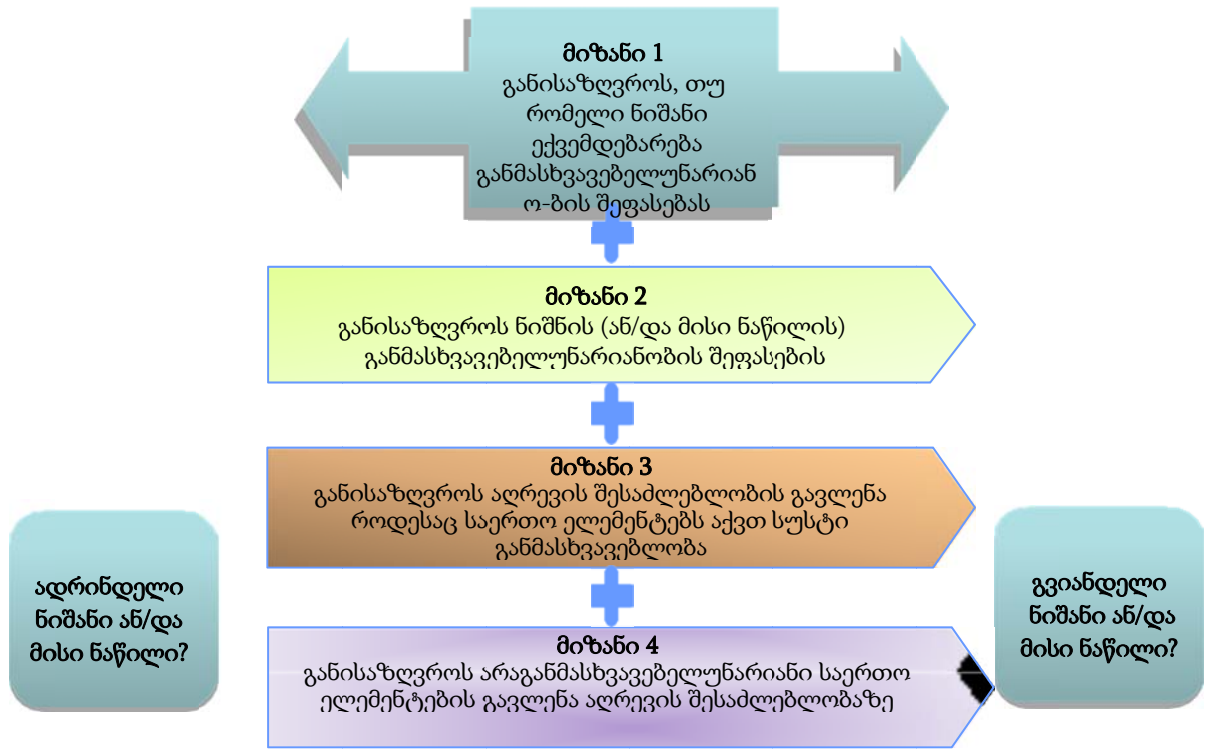 მიზანი 1
განისაზღვროს, თუ
რომელი ნიშანი
ექვემდებარება
განმასხვავებელუნარიან
ო-ბის შეფასებას
მიზანი 2
განისაზღვროს ნიშნის (ან/და მისი ნაწილის)
განმასხვავებელუნარიანობის შეფასების
მიზანი 3
განისაზღვროს აღრევის შესაძლებლობის გავლენა
როდესაც საერთო ელემენტებს აქვთ სუსტი
განმასხვავებლობა
ადრინდელი
ნიშანი ან/და
მისი ნაწილი?
გვიანდელი
ნიშანი ან/და
მისი ნაწილი?
მიზანი 4
განისაზღვროს არაგანმასხვავებელუნარიანი საერთო
ელემენტების გავლენა აღრევის შესაძლებლობაზე